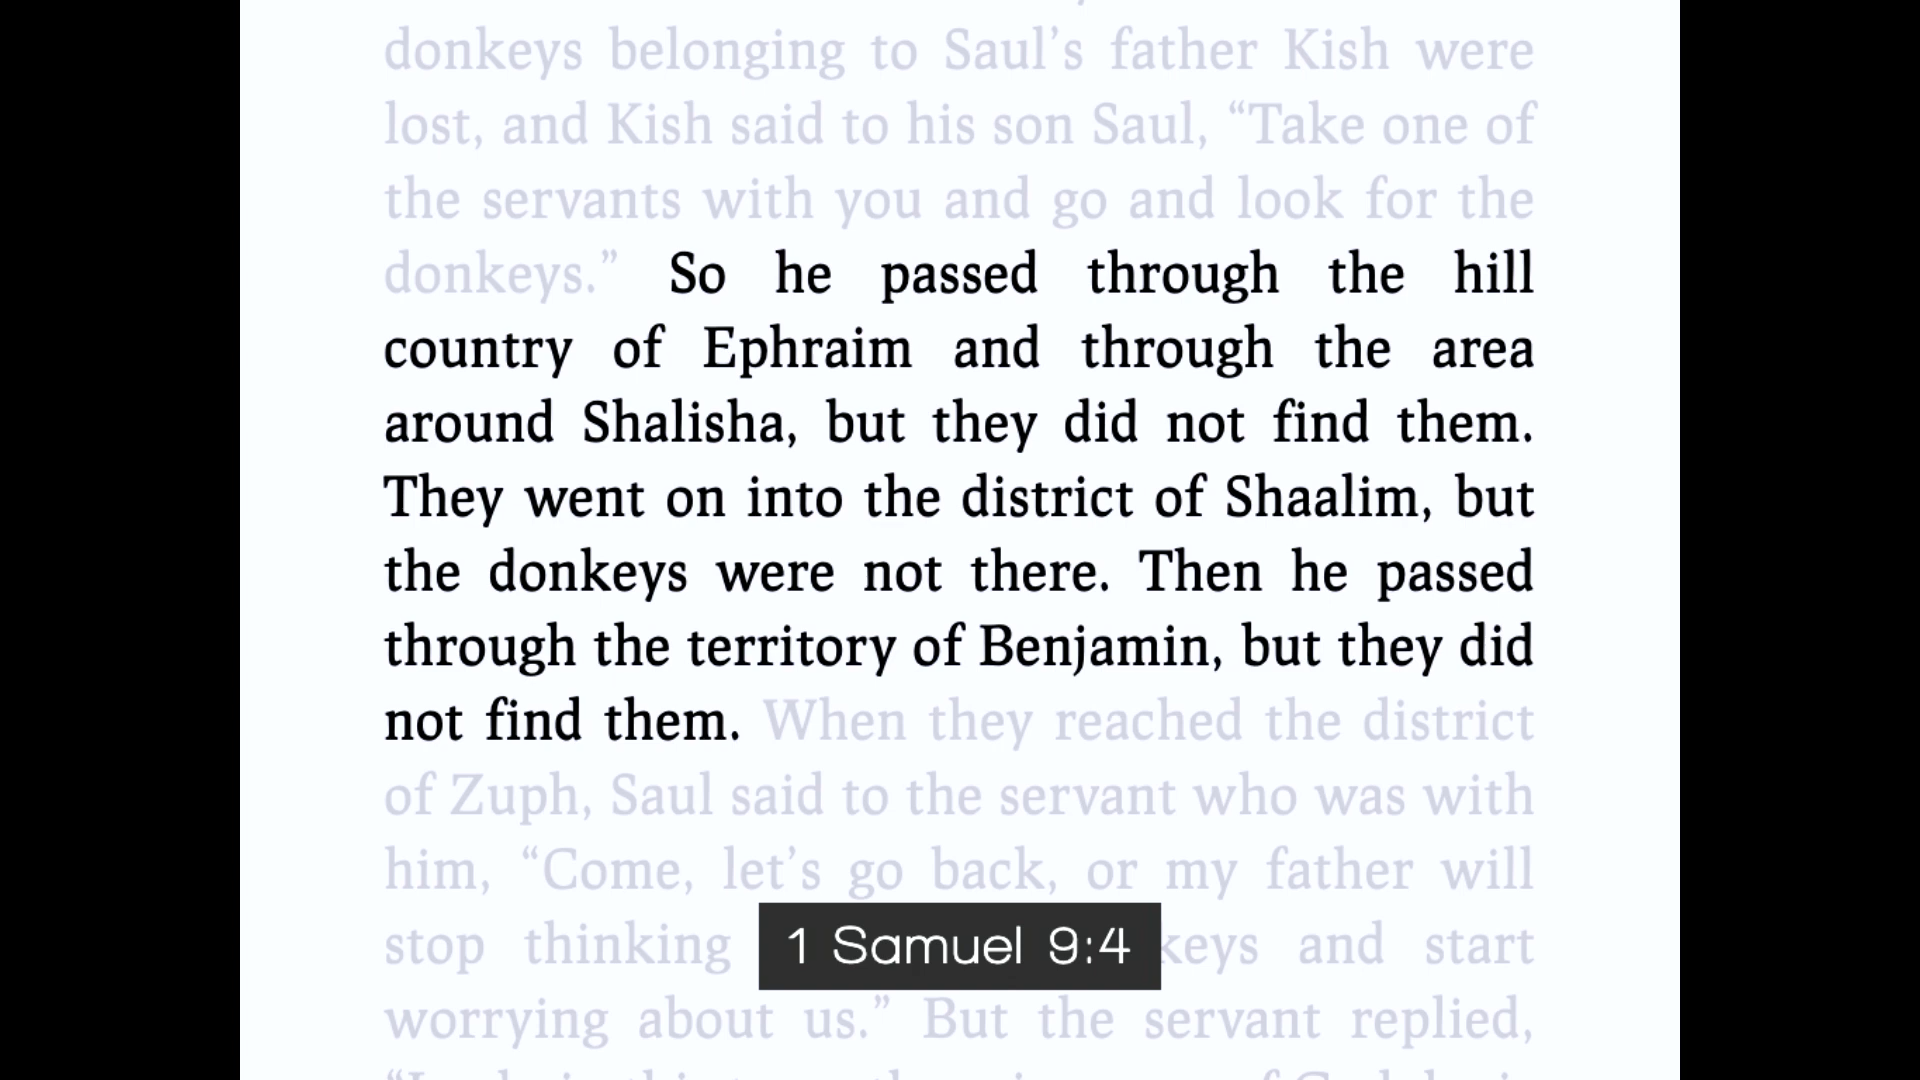 donkeys belonging to Saul’s father Kish were
lost, and Kish said to his son Saul, “Take one of
the servants with you and go and look for the
donkeys.” So he passed through the hill
country of Ephraim and through the area
around Shalisha, but they did not find them.
They went on into the district of Shaalim, but
the donkeys were not there. Then he passed
through the territory of Benjamin, but they did
not find them. When they reached the district
of Zuph, Saul said to the servant who was with
him, “Come, let’s go back, or my father will
stop thinking keys and start
1 Samuel 9:4
worrying about us.” But the servant replied,